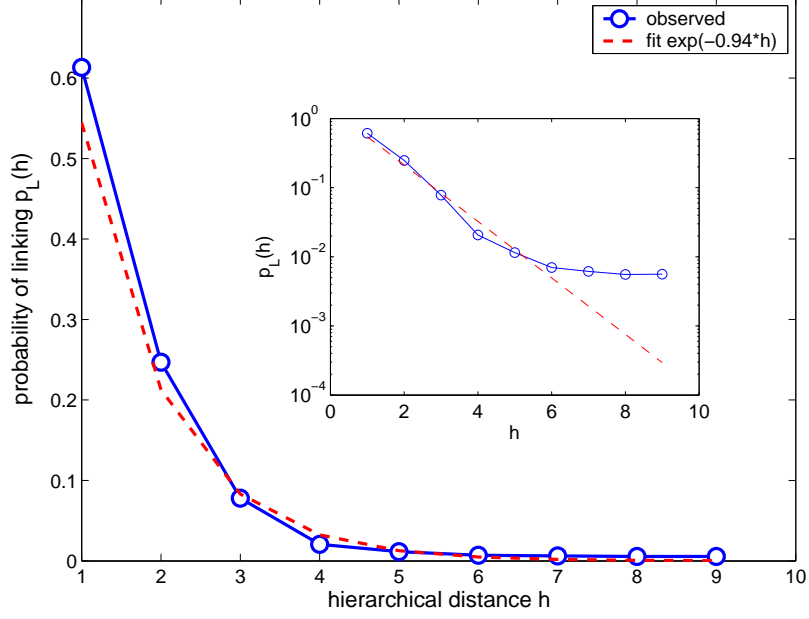 observed
fit exp(−0.94*h)
probability of linking p_L(h)
0.6
0.5
0.4
0.3
0.2
0.1
0
1 2 3 4 5 6 7 8 9 10
hierarchical distance h
p_L(h)
10^0
10^−1
10^−2
10^−3
10^−4
0 2 4 6 8 10
h